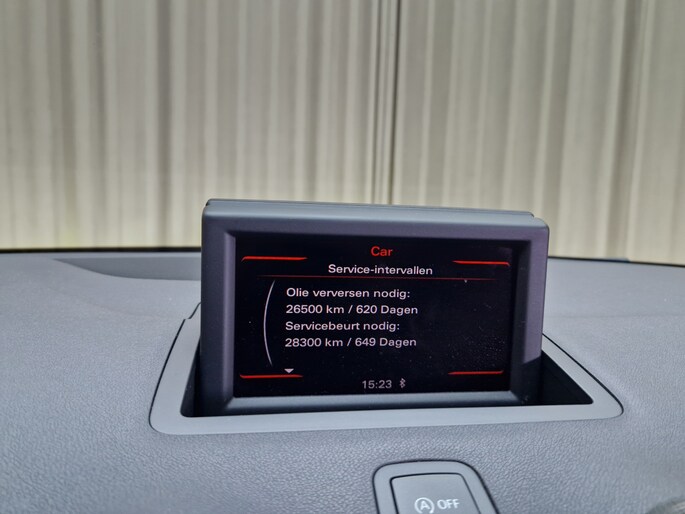 Car
Service-intervallen
Olie verversen nodig:
26500 km / 620 Dagen
Servicebeurt nodig:
28300 km / 649 Dagen
15:23
A OFF